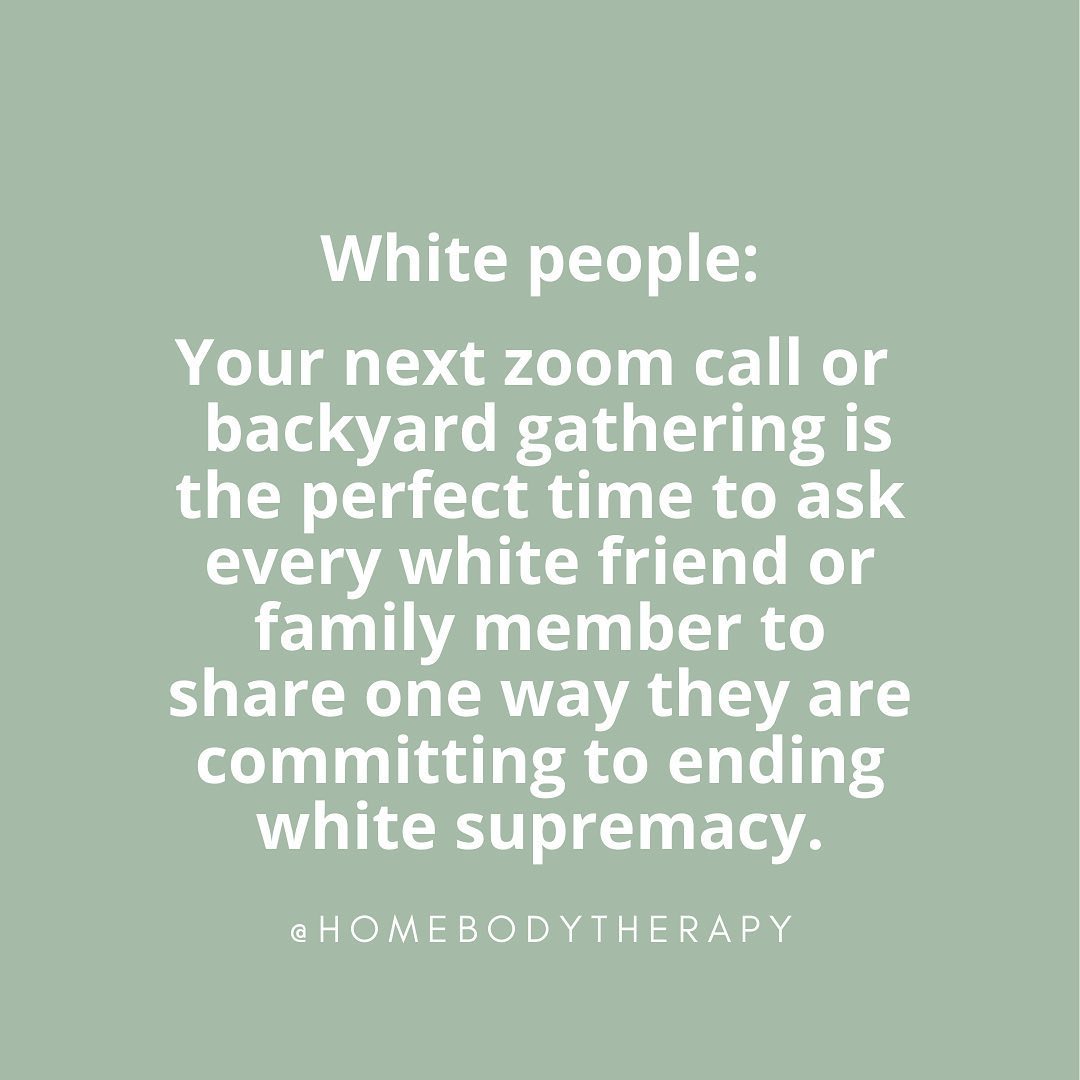 White people:
Your next zoom call or
backyard gathering is
the perfect time to ask
every white friend or
family member to
share one way they are
committing to ending
white supremacy.
@HOMEBODYTHERAPY